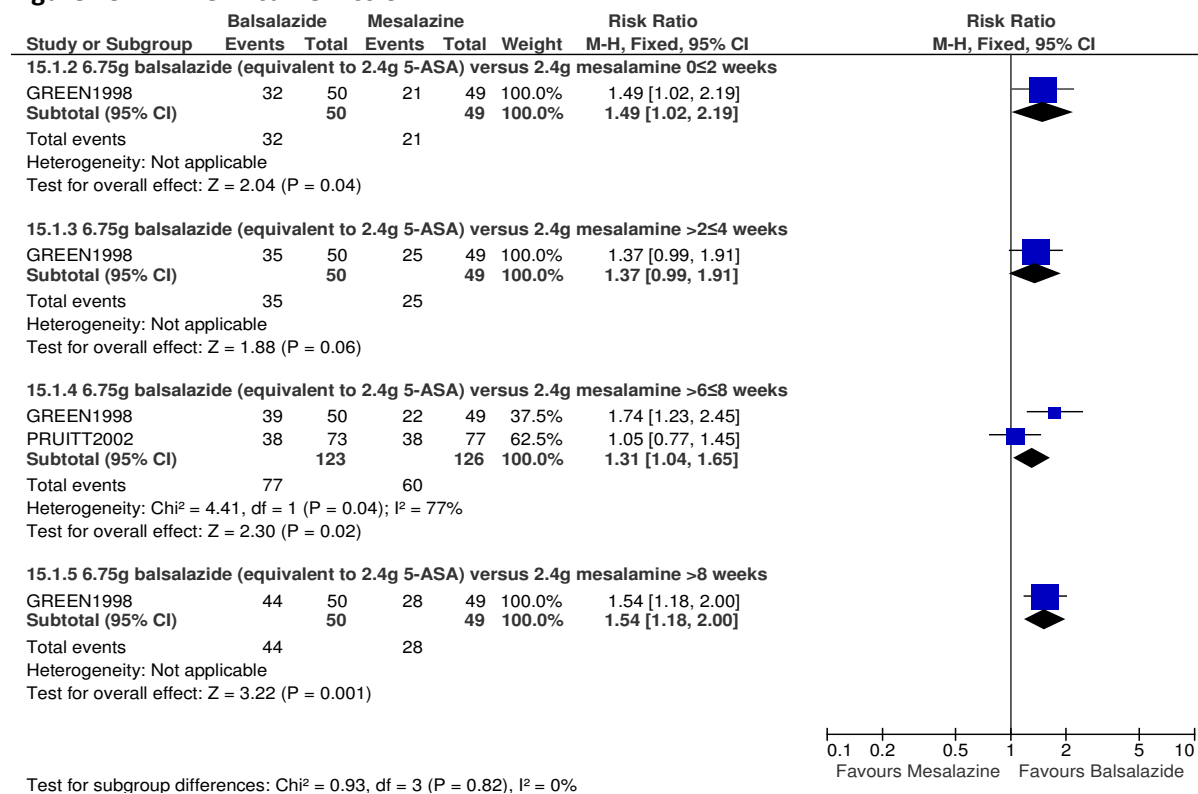 Balsalazide Mesalazine Risk Ratio Risk Ratio
Study or Subgroup Events Total Events Total Weight M-H, Fixed, 95% CI M-H, Fixed, 95% CI
15.1.2 6.75g balsalazide (equivalent to 2.4g 5-ASA) versus 2.4g mesalamine 0≤2 weeks
GREEN1998 32 50 21 49 100.0% 1.49 [1.02, 2.19]
Subtotal (95% CI) 50 49 100.0% 1.49 [1.02, 2.19]
Total events 32 21
Heterogeneity: Not applicable
Test for overall effect: Z = 2.04 (P = 0.04)
15.1.3 6.75g balsalazide (equivalent to 2.4g 5-ASA) versus 2.4g mesalamine >2≤4 weeks
GREEN1998 35 50 25 49 100.0% 1.37 [0.99, 1.91]
Subtotal (95% CI) 50 49 100.0% 1.37 [0.99, 1.91]
Total events 35 25
Heterogeneity: Not applicable
Test for overall effect: Z = 1.88 (P = 0.06)
15.1.4 6.75g balsalazide (equivalent to 2.4g 5-ASA) versus 2.4g mesalamine >6≤8 weeks
GREEN1998 39 50 22 49 37.5% 1.74 [1.23, 2.45]
PRUITT2002 38 73 38 77 62.5% 1.05 [0.77, 1.45]
Subtotal (95% CI) 123 126 100.0% 1.31 [1.04, 1.65]
Total events 77 60
Heterogeneity: Chi² = 4.41, df = 1 (P = 0.04); I² = 77%
Test for overall effect: Z = 2.30 (P = 0.02)
15.1.5 6.75g balsalazide (equivalent to 2.4g 5-ASA) versus 2.4g mesalamine >8 weeks
GREEN1998 44 50 28 49 100.0% 1.54 [1.18, 2.00]
Subtotal (95% CI) 50 49 100.0% 1.54 [1.18, 2.00]
Total events 44 28
Heterogeneity: Not applicable
Test for overall effect: Z = 3.22 (P = 0.001)
0.1 0.2 0.5 1 2 5 10
Favours Mesalazine Favours Balsalazide
Test for subgroup differences: Chi² = 0.93, df = 3 (P = 0.82), I² = 0%